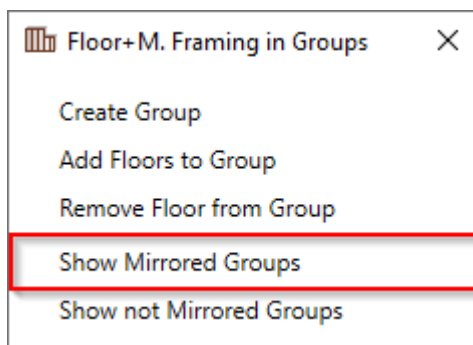 Floor+M. Framing in Groups
Create Group
Add Floors to Group
Remove Floor from Group
Show Mirrored Groups
Show not Mirrored Groups